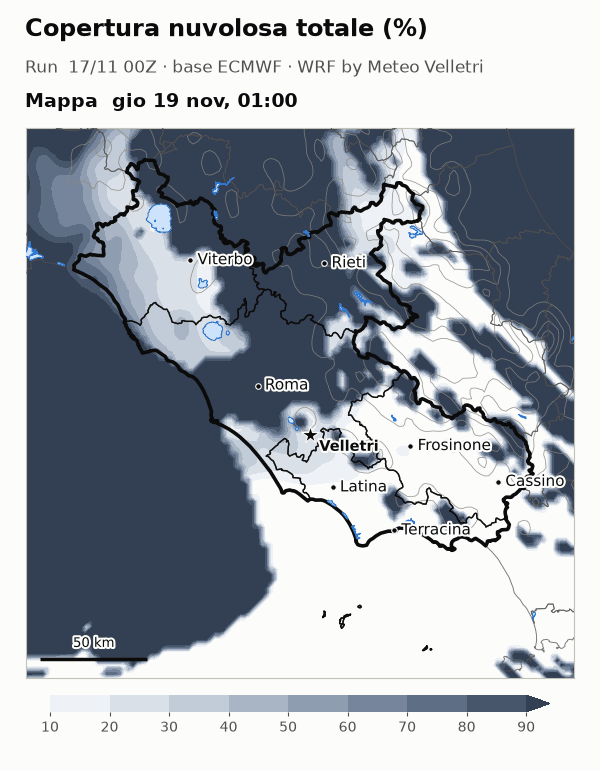 Copertura nuvolosa totale (%)
Run  17/11 00Z · base ECMWF · WRF by Meteo Velletri
Mappa  gio 19 nov, 01:00
Viterbo
Rieti
Roma
Velletri
Frosinone
Latina
Cassino
Terracina
50 km
10 20 30 40 50 60 70 80 90